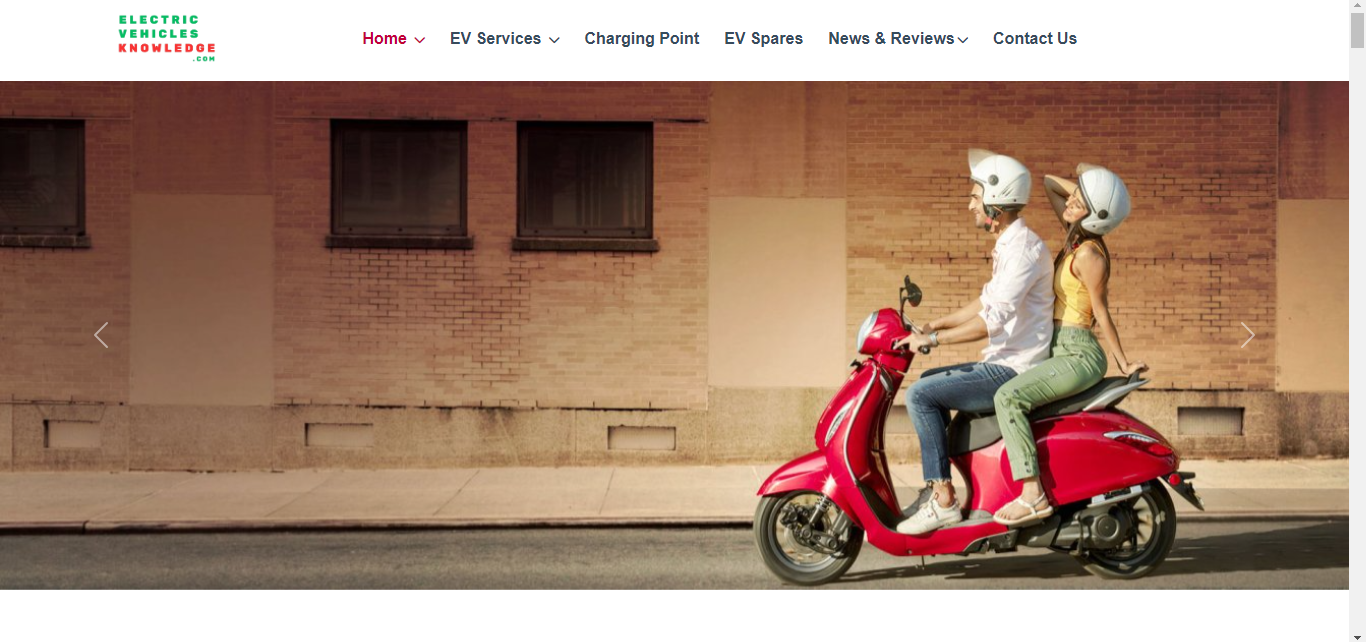 ELECTRIC
VEHICLES
KNOWLEDGE
.COM
Home EV Services Charging Point EV Spares News & Reviews Contact Us